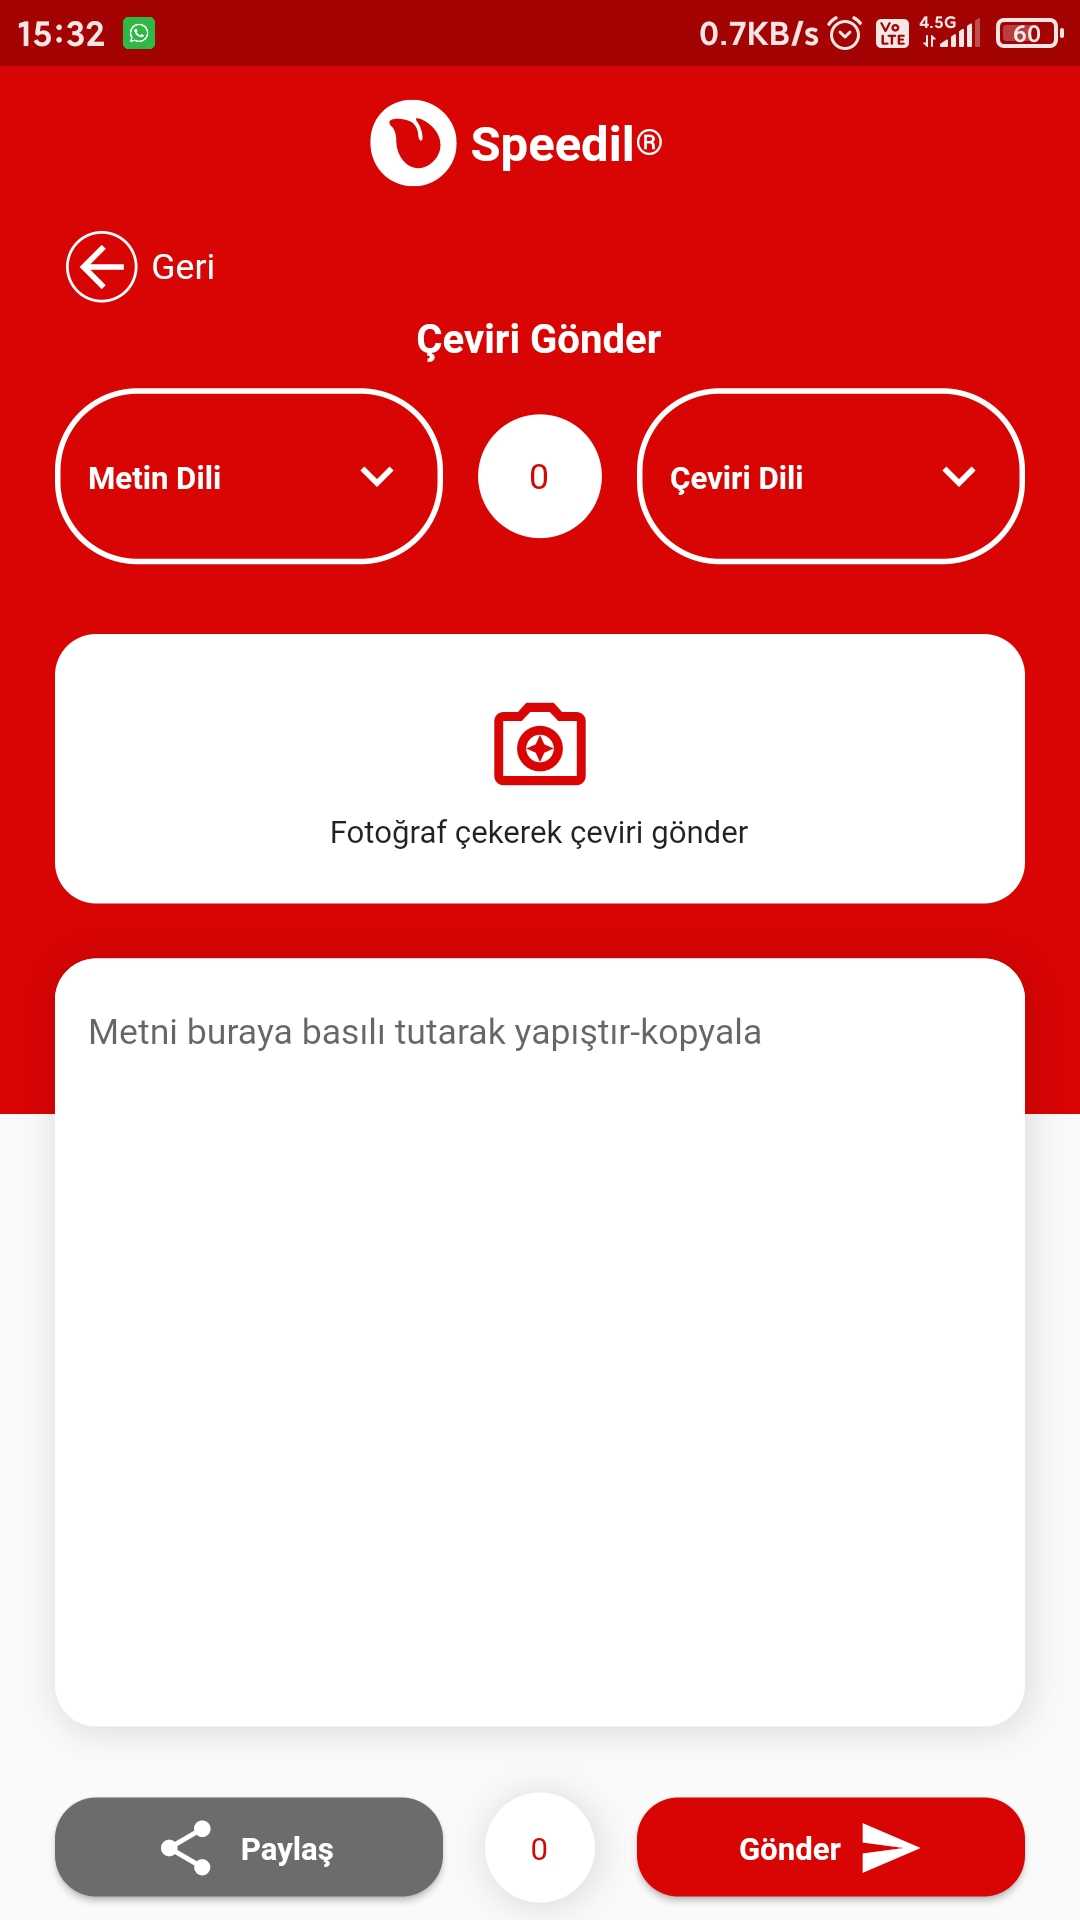 15:32 0.7KB/s Vo LTE 4.5G 60
Speedil®
Geri
Çeviri Gönder
Metin Dili 0 Çeviri Dili
Fotoğraf çekerek çeviri gönder
Metni buraya basılı tutarak yapıştır-kopyala
Paylaş 0 Gönder